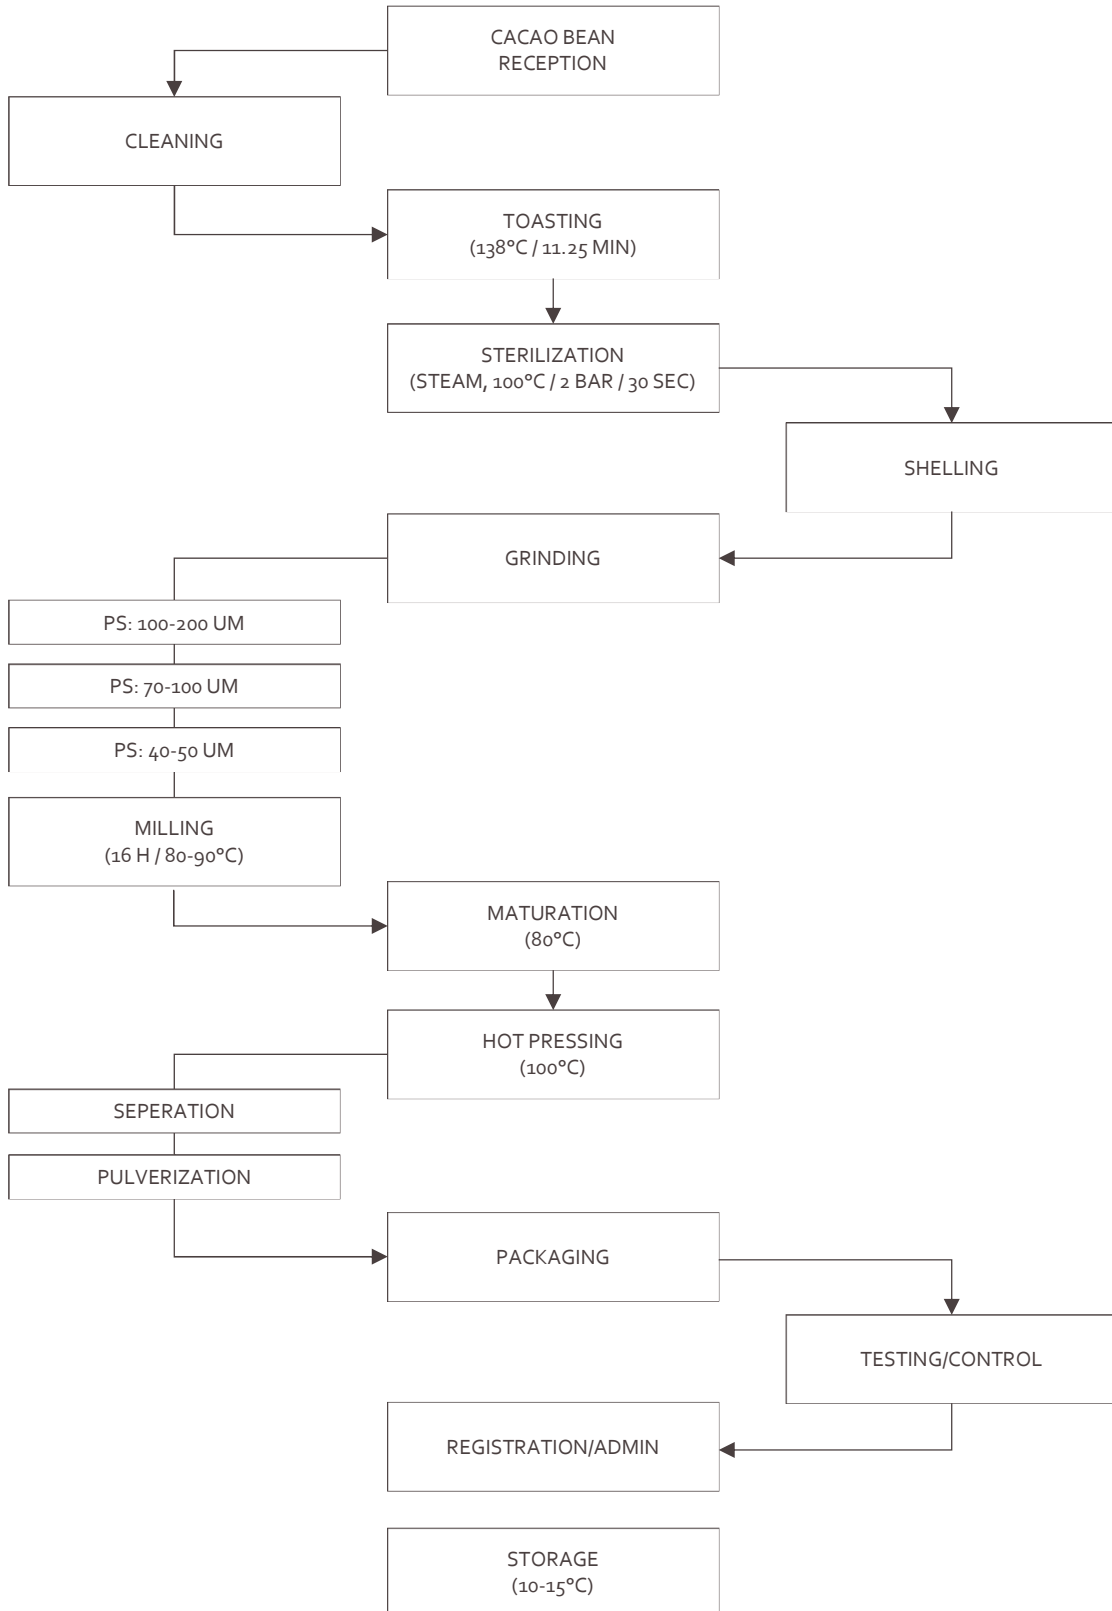 CACAO BEAN
RECEPTION
CLEANING
TOASTING
(138°C / 11.25 MIN)
STERILIZATION
(STEAM, 100°C / 2 BAR / 30 SEC)
SHELLING
GRINDING
PS: 100-200 UM
PS: 70-100 UM
PS: 40-50 UM
MILLING
(16 H / 80-90°C)
MATURATION
(80°C)
HOT PRESSING
(100°C)
SEPERATION
PULVERIZATION
PACKAGING
TESTING/CONTROL
REGISTRATION/ADMIN
STORAGE
(10-15°C)